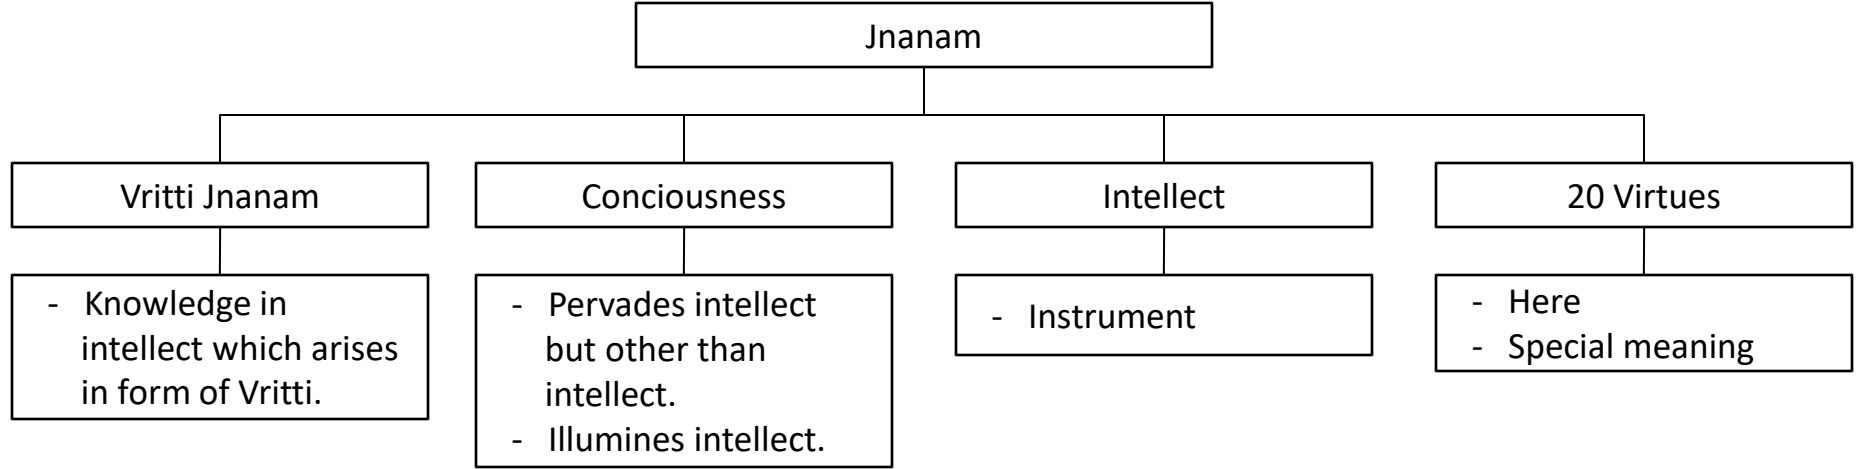 Jnanam
Vritti Jnanam
Conciousness
Intellect
20 Virtues
- Knowledge in
intellect which arises
in form of Vritti.
- Pervades intellect
but other than
intellect.
- Illumines intellect.
- Instrument
- Here
- Special meaning